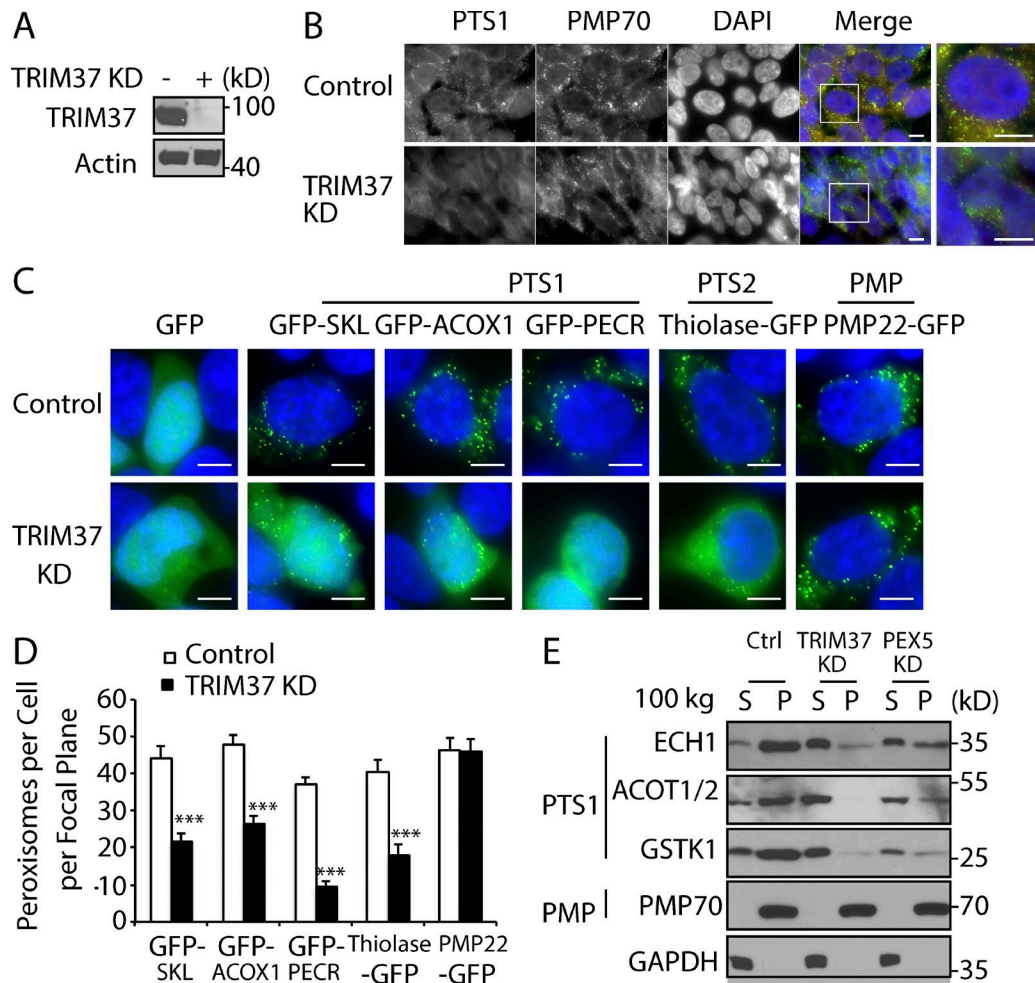 A
TRIM37 KD - + (kD)
TRIM37
-100
Actin
-40
B
PTS1 PMP70 DAPI Merge
Control
TRIM37
KD
C
PTS1 PTS2 PMP
GFP GFP-SKL GFP-ACOX1 GFP-PECR Thiolase-GFP PMP22-GFP
Control
TRIM37
KD
D
Control
TRIM37 KD
Peroxisomes per Cell
per Focal Plane
60
50
40
30
20
-10
0
***
***
***
***
GFP-
SKL
GFP-
ACOX1
GFP-
PECR
Thiolase
-GFP
PMP22
-GFP
E
Ctrl TRIM37 KD PEX5 KD
100 kg S P S P S P (kD)
PTS1
ECH1 -35
ACOT1/2 55
GSTK1 -25
PMP
PMP70 -70
GAPDH -35